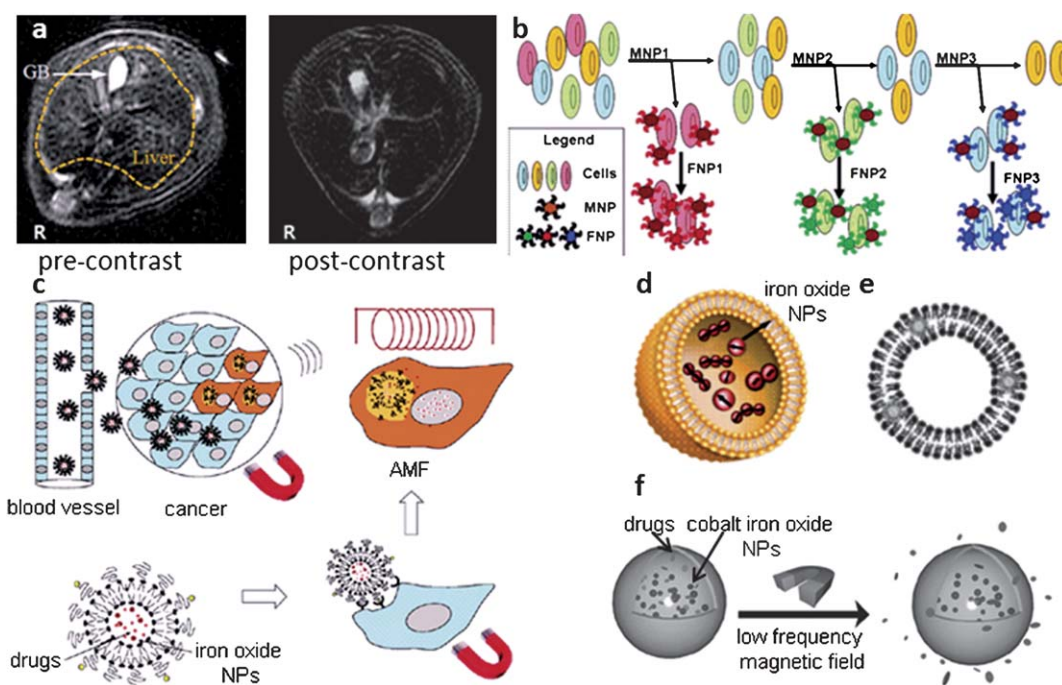 a
GB
Liver
R
pre-contrast
R
post-contrast
b
MNP1
MNP2
MNP3
Legend
Cells
MNP
FNP
FNP1
FNP2
FNP3
c
blood vessel
cancer
AMF
drugs
iron oxide
NPs
d
iron oxide
NPs
e
f
drugs
cobalt iron oxide
NPs
low frequency
magnetic field